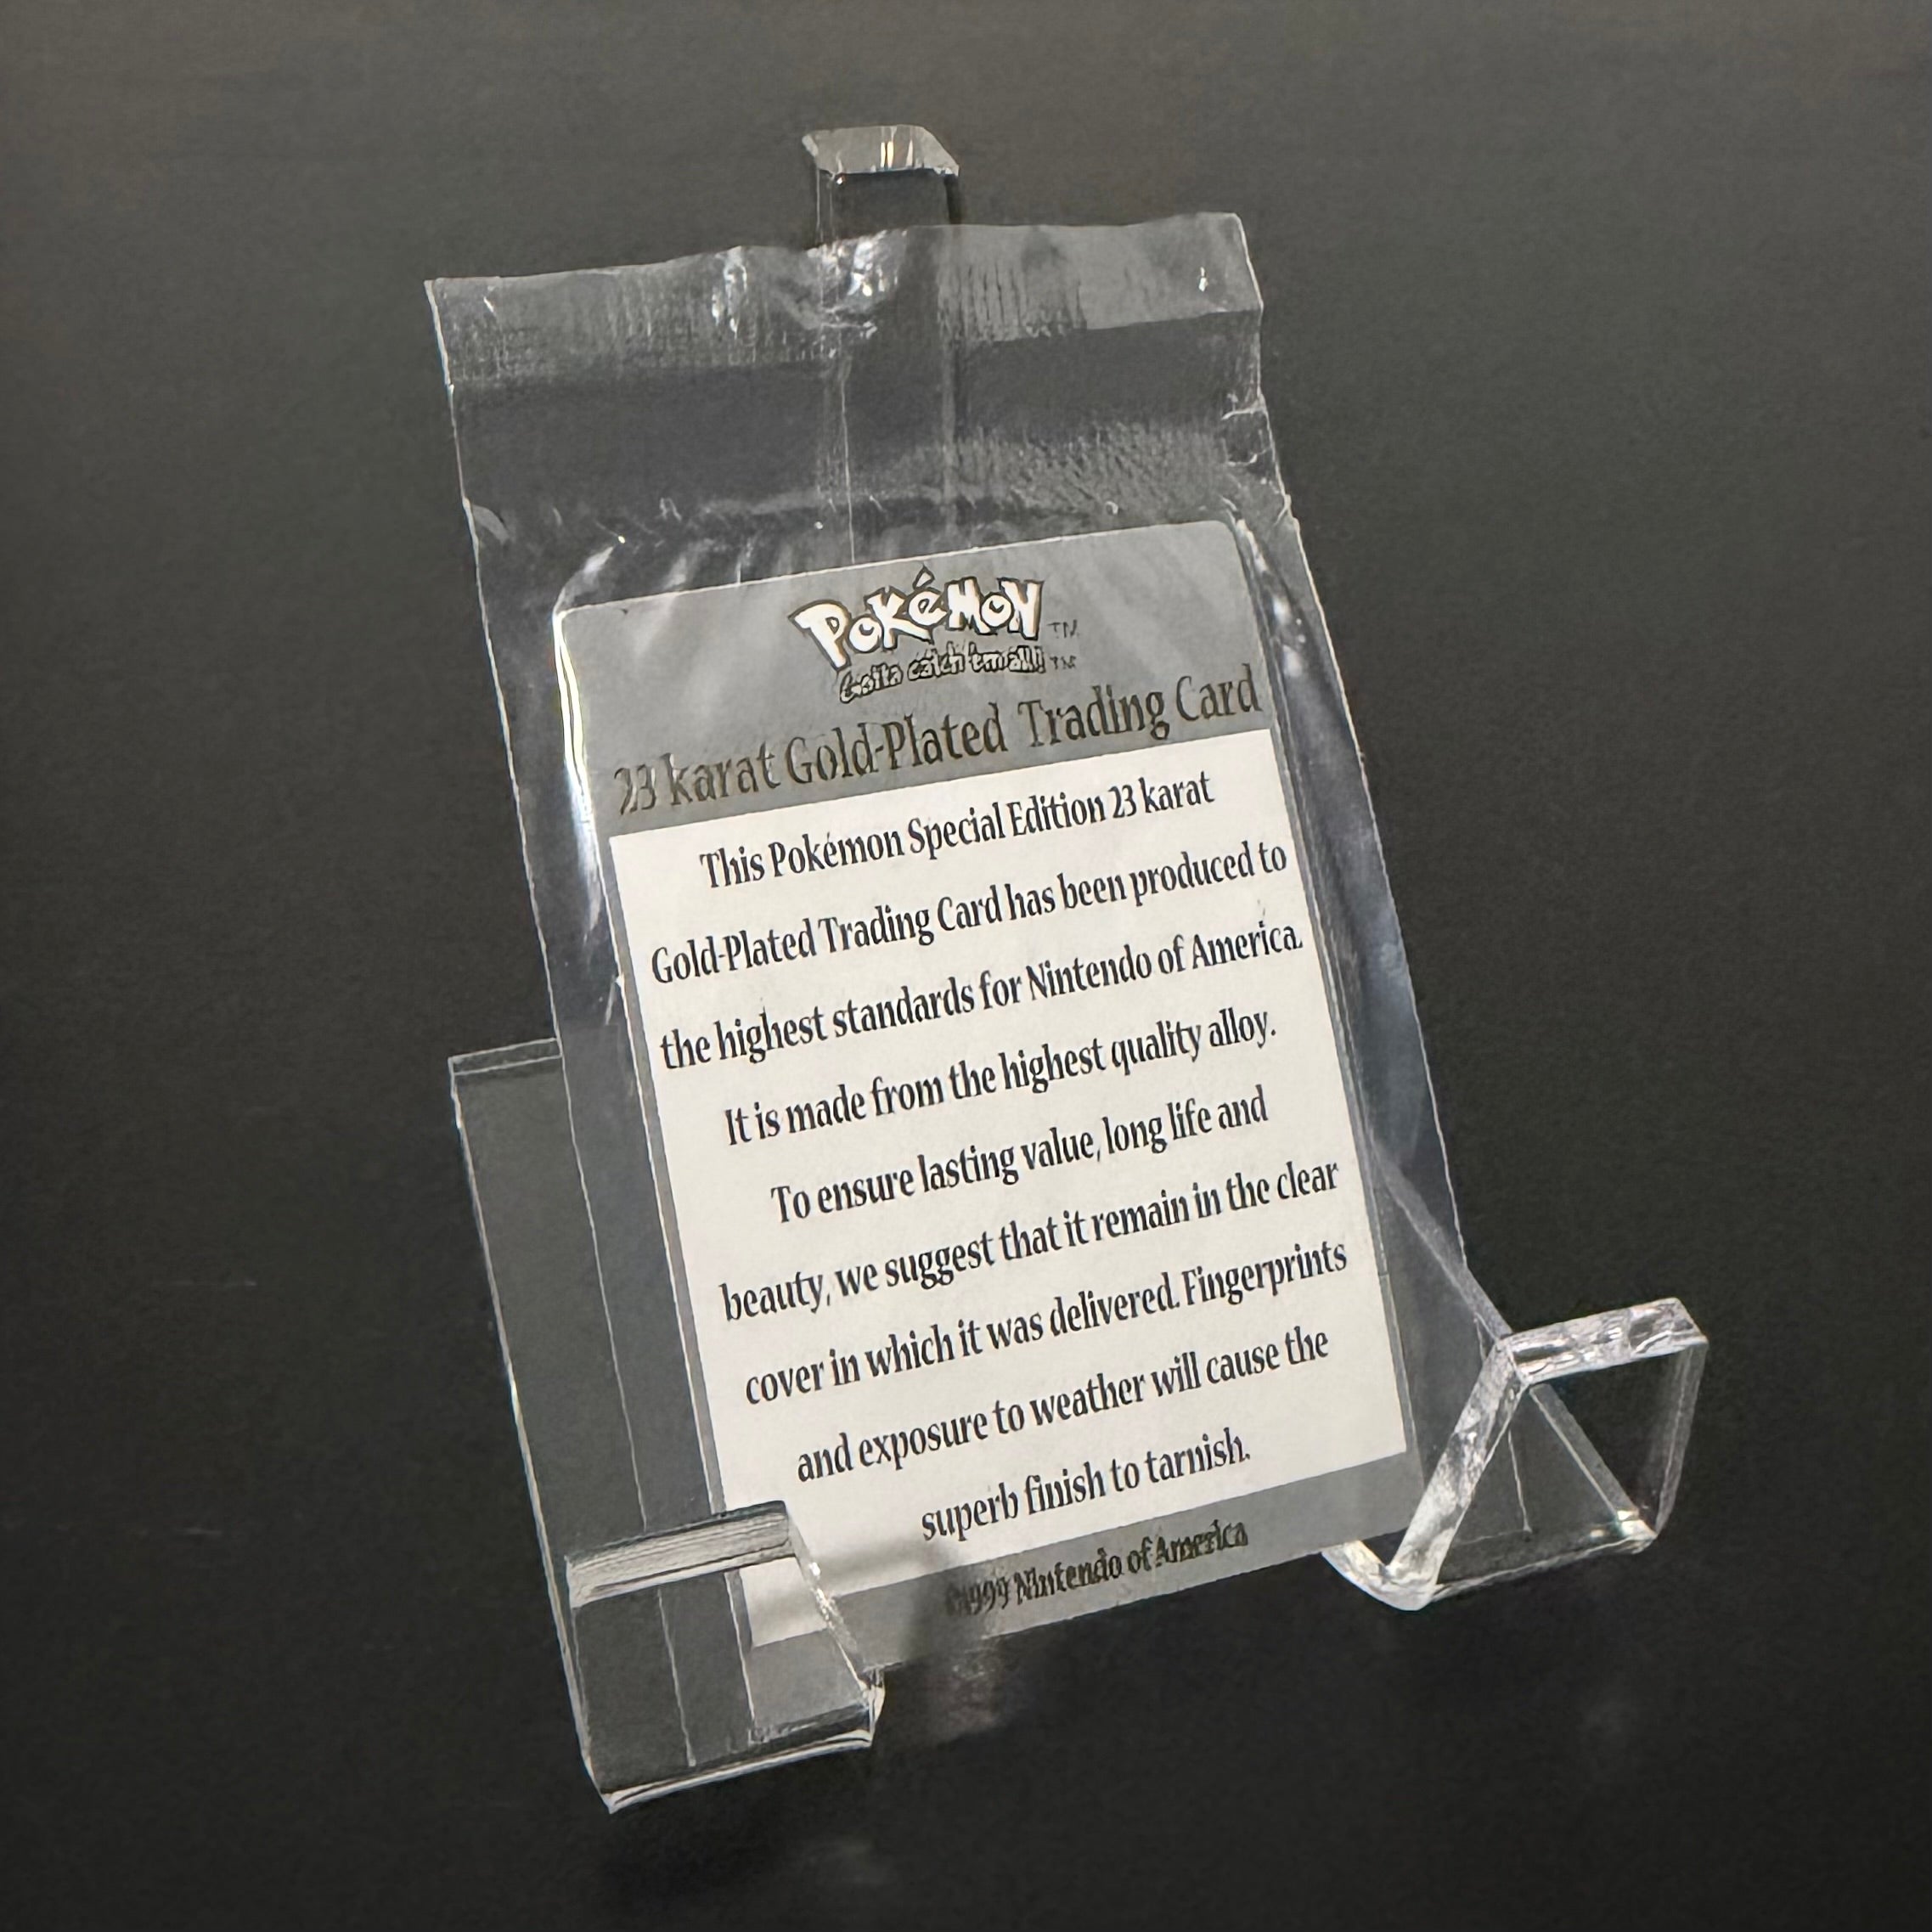 Pokémon TM
Gotta catch 'em all! TM
23 karat Gold-Plated Trading Card
This Pokémon Special Edition 23 karat
Gold-Plated Trading Card has been produced to
the highest standards for Nintendo of America.
It is made from the highest quality alloy.
To ensure lasting value, long life and
beauty, we suggest that it remain in the clear
cover in which it was delivered. Fingerprints
and exposure to weather will cause the
superb finish to tarnish.
©1999 Nintendo of America